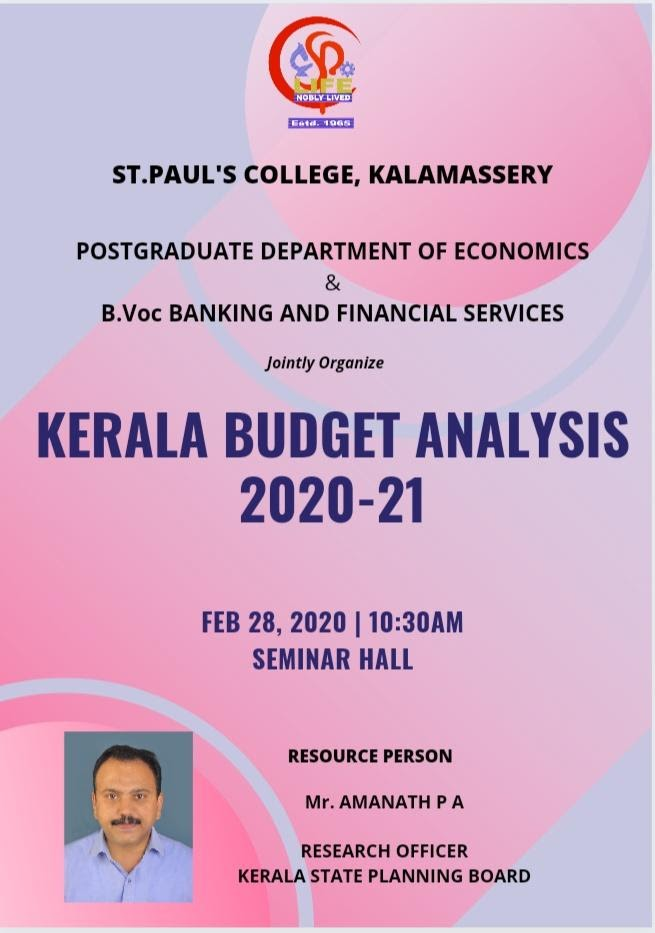 LIFE
NOBLY LIVED
Estd. 1965
ST.PAUL'S COLLEGE, KALAMASSERY
POSTGRADUATE DEPARTMENT OF ECONOMICS
&
B.Voc BANKING AND FINANCIAL SERVICES
Jointly Organize
KERALA BUDGET ANALYSIS
2020-21
FEB 28, 2020 | 10:30AM
SEMINAR HALL
RESOURCE PERSON
Mr. AMANATH P A
RESEARCH OFFICER
KERALA STATE PLANNING BOARD